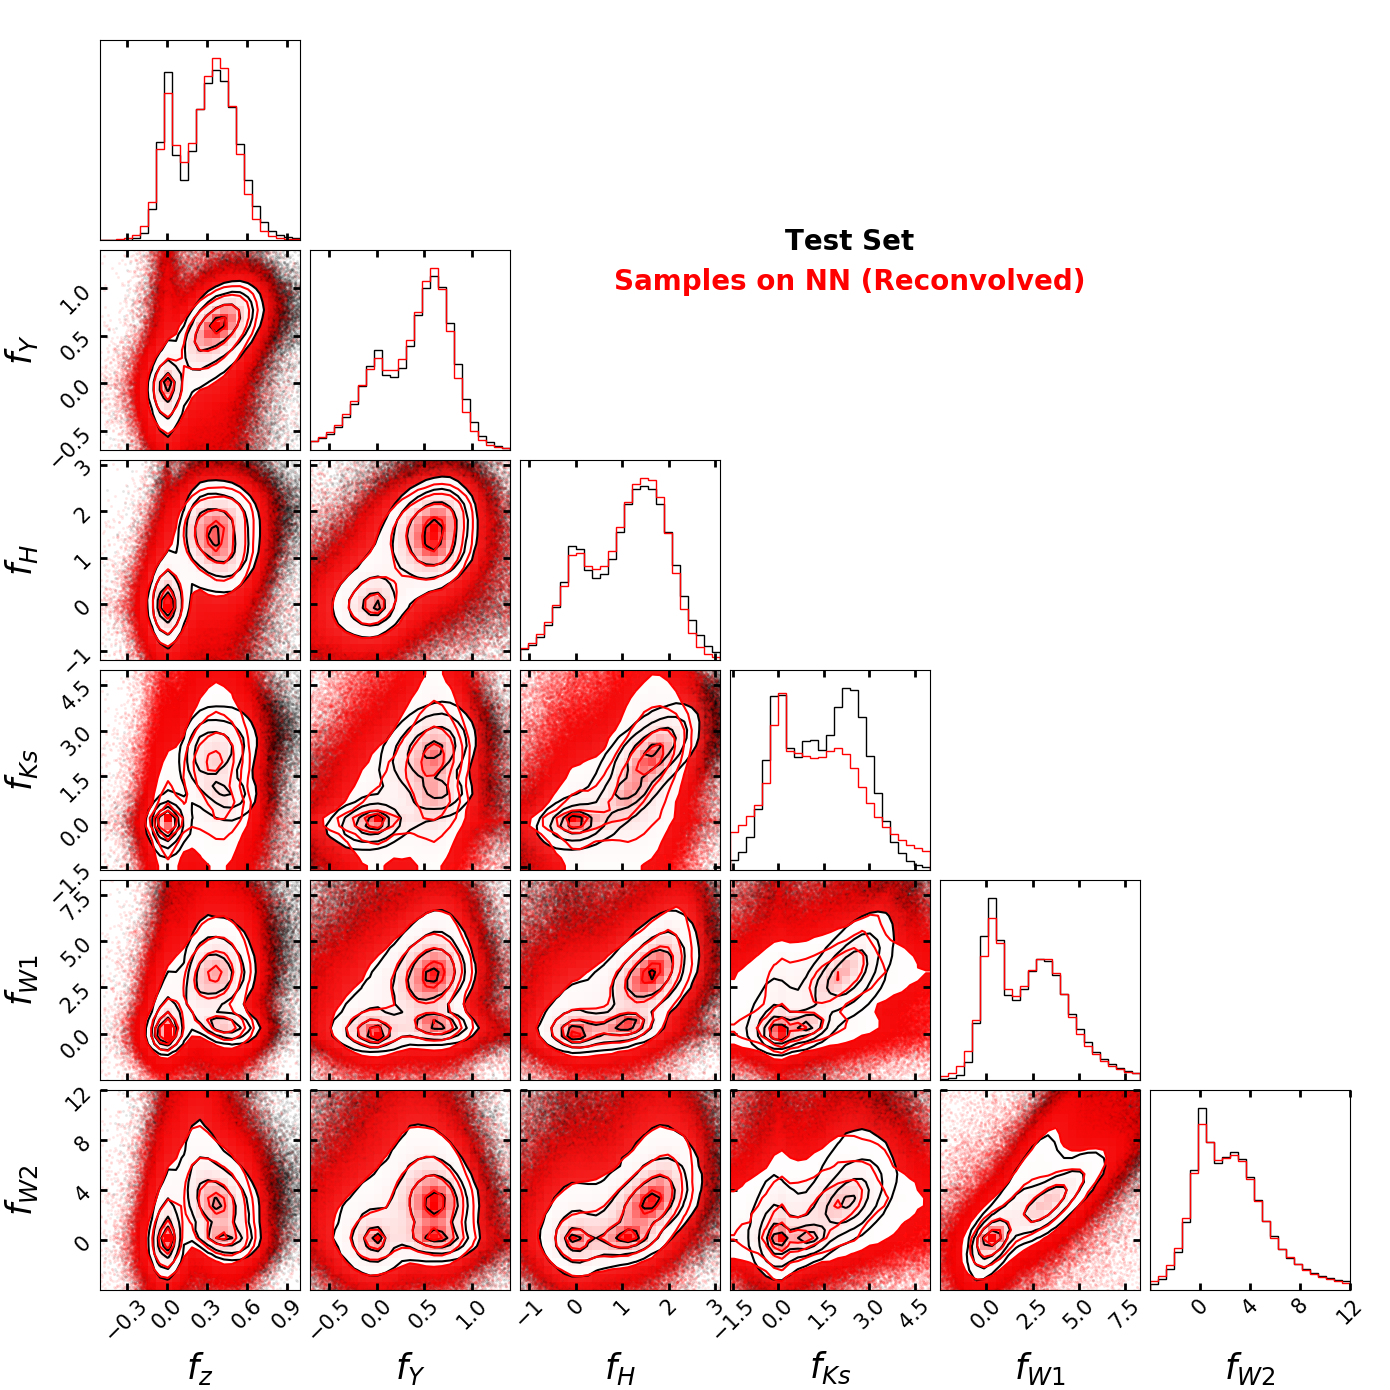 Test Set
Samples on NN (Reconvolved)
f_Y
1.0
0.5
0.0
−0.5
f_H
3
2
1
0
−1
f_Ks
4.5
3.0
1.5
0.0
−1.5
f_W1
7.5
5.0
2.5
0.0
f_W2
12
8
4
0
−0.3 0.0 0.3 0.6 0.9 −0.5 0.0 0.5 1.0 −1 0 1 2 3 −1.5 0.0 1.5 3.0 4.5 0.0 2.5 5.0 7.5 0 4 8 12
f_z f_Y f_H f_Ks f_W1 f_W2